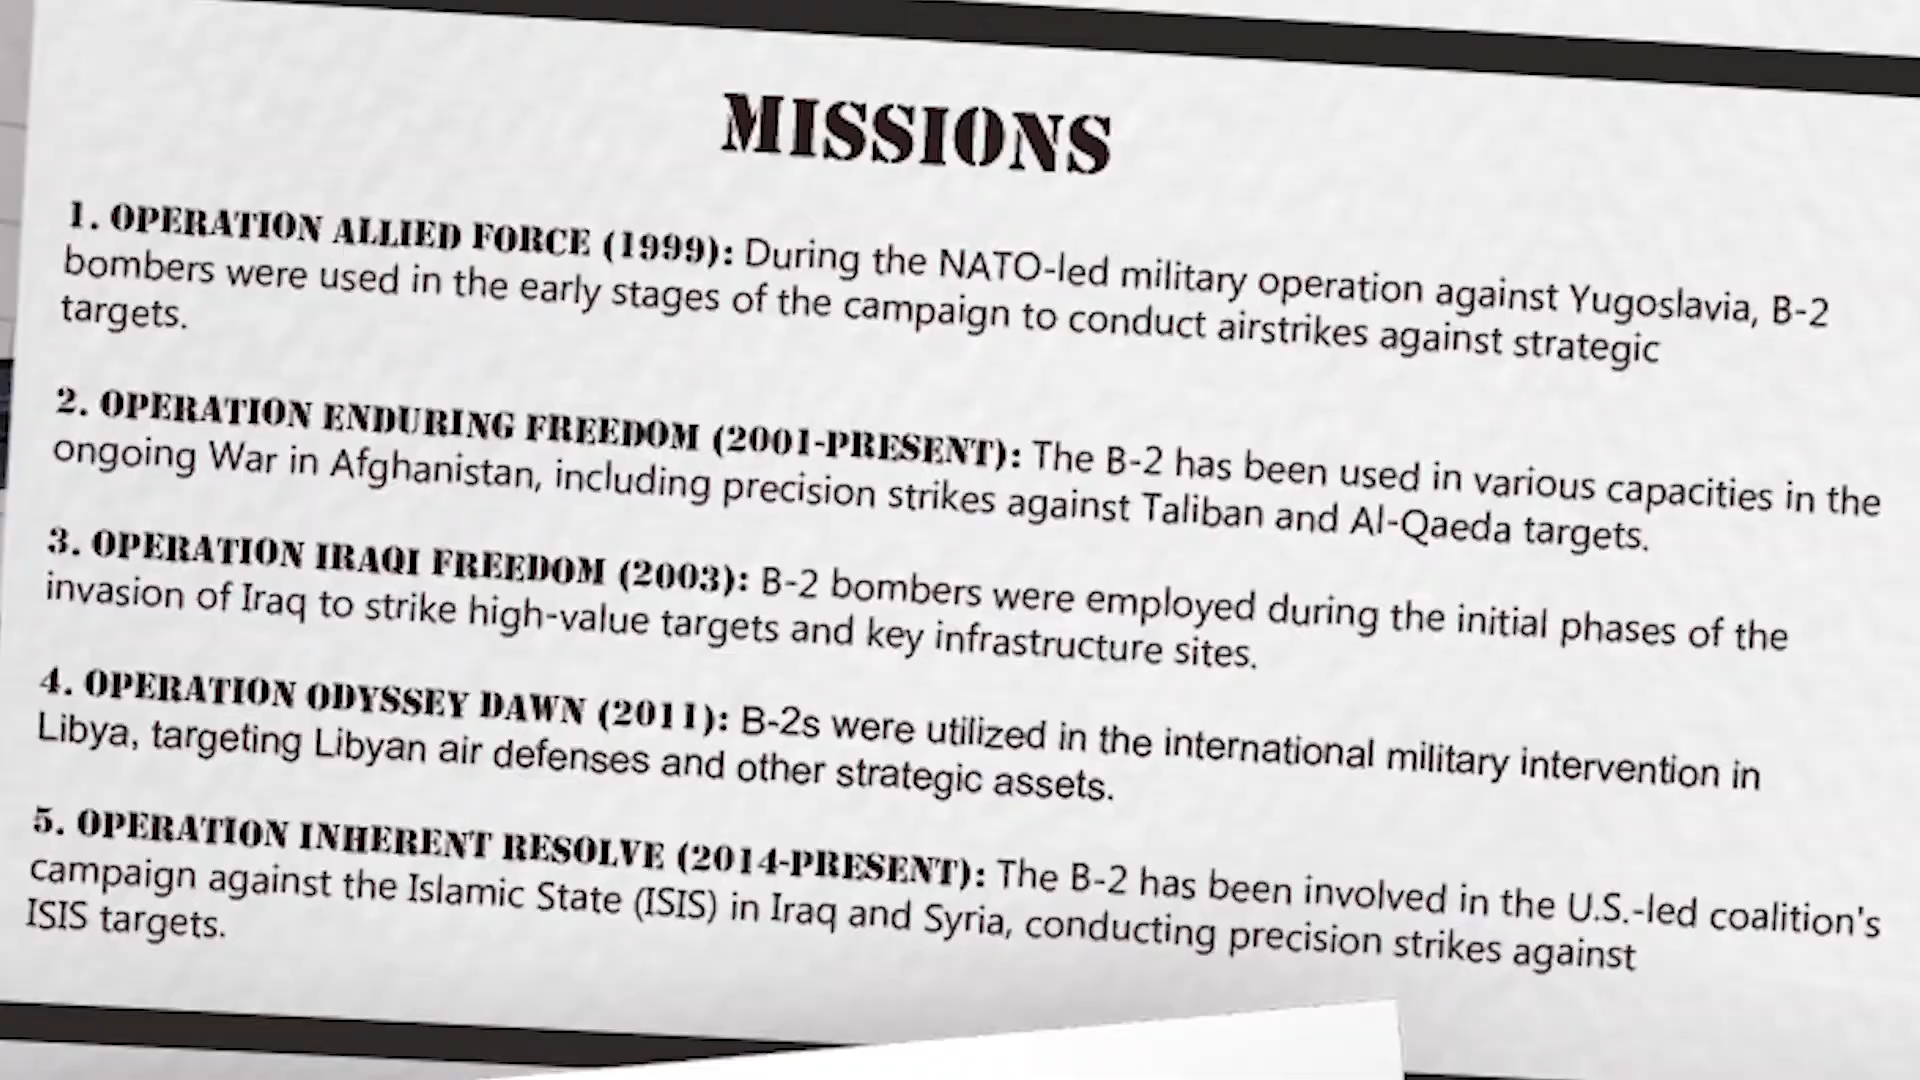 MISSIONS
1. OPERATION ALLIED FORCE (1999): During the NATO-led military operation against Yugoslavia, B-2
bombers were used in the early stages of the campaign to conduct airstrikes against strategic
targets.
2. OPERATION ENDURING FREEDOM (2001-PRESENT): The B-2 has been used in various capacities in the
ongoing War in Afghanistan, including precision strikes against Taliban and Al-Qaeda targets.
3. OPERATION IRAQI FREEDOM (2003): B-2 bombers were employed during the initial phases of the
invasion of Iraq to strike high-value targets and key infrastructure sites.
4. OPERATION ODYSSEY DAWN (2011): B-2s were utilized in the international military intervention in
Libya, targeting Libyan air defenses and other strategic assets.
5. OPERATION INHERENT RESOLVE (2014-PRESENT): The B-2 has been involved in the U.S.-led coalition's
campaign against the Islamic State (ISIS) in Iraq and Syria, conducting precision strikes against
ISIS targets.